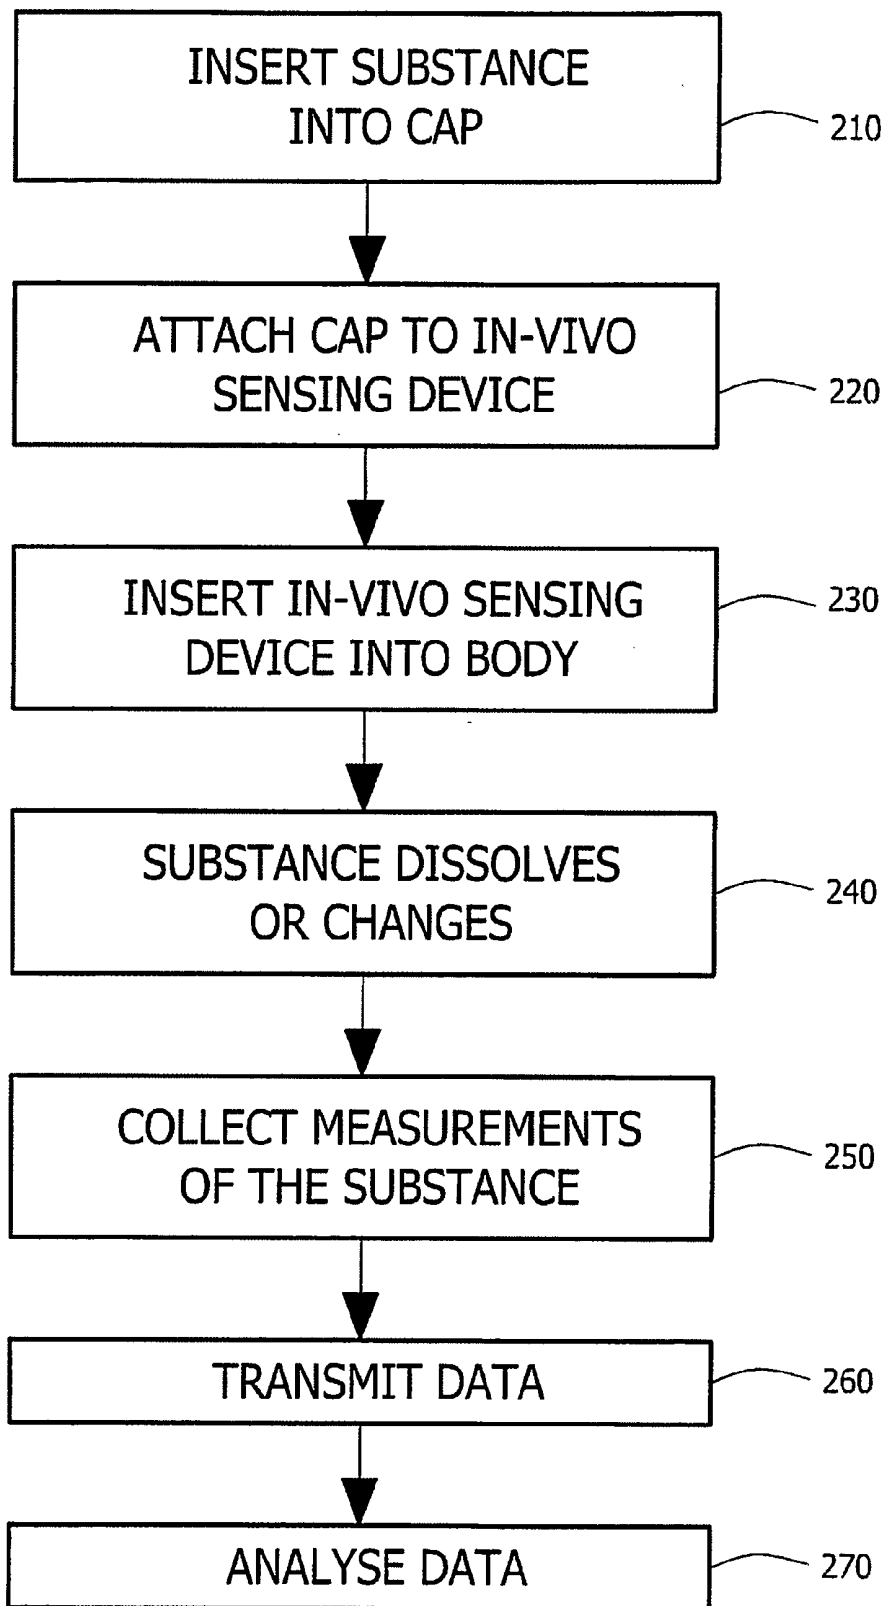 INSERT SUBSTANCE
INTO CAP
210
ATTACH CAP TO IN-VIVO
SENSING DEVICE
220
INSERT IN-VIVO SENSING
DEVICE INTO BODY
230
SUBSTANCE DISSOLVES
OR CHANGES
240
COLLECT MEASUREMENTS
OF THE SUBSTANCE
250
TRANSMIT DATA
260
ANALYSE DATA
270